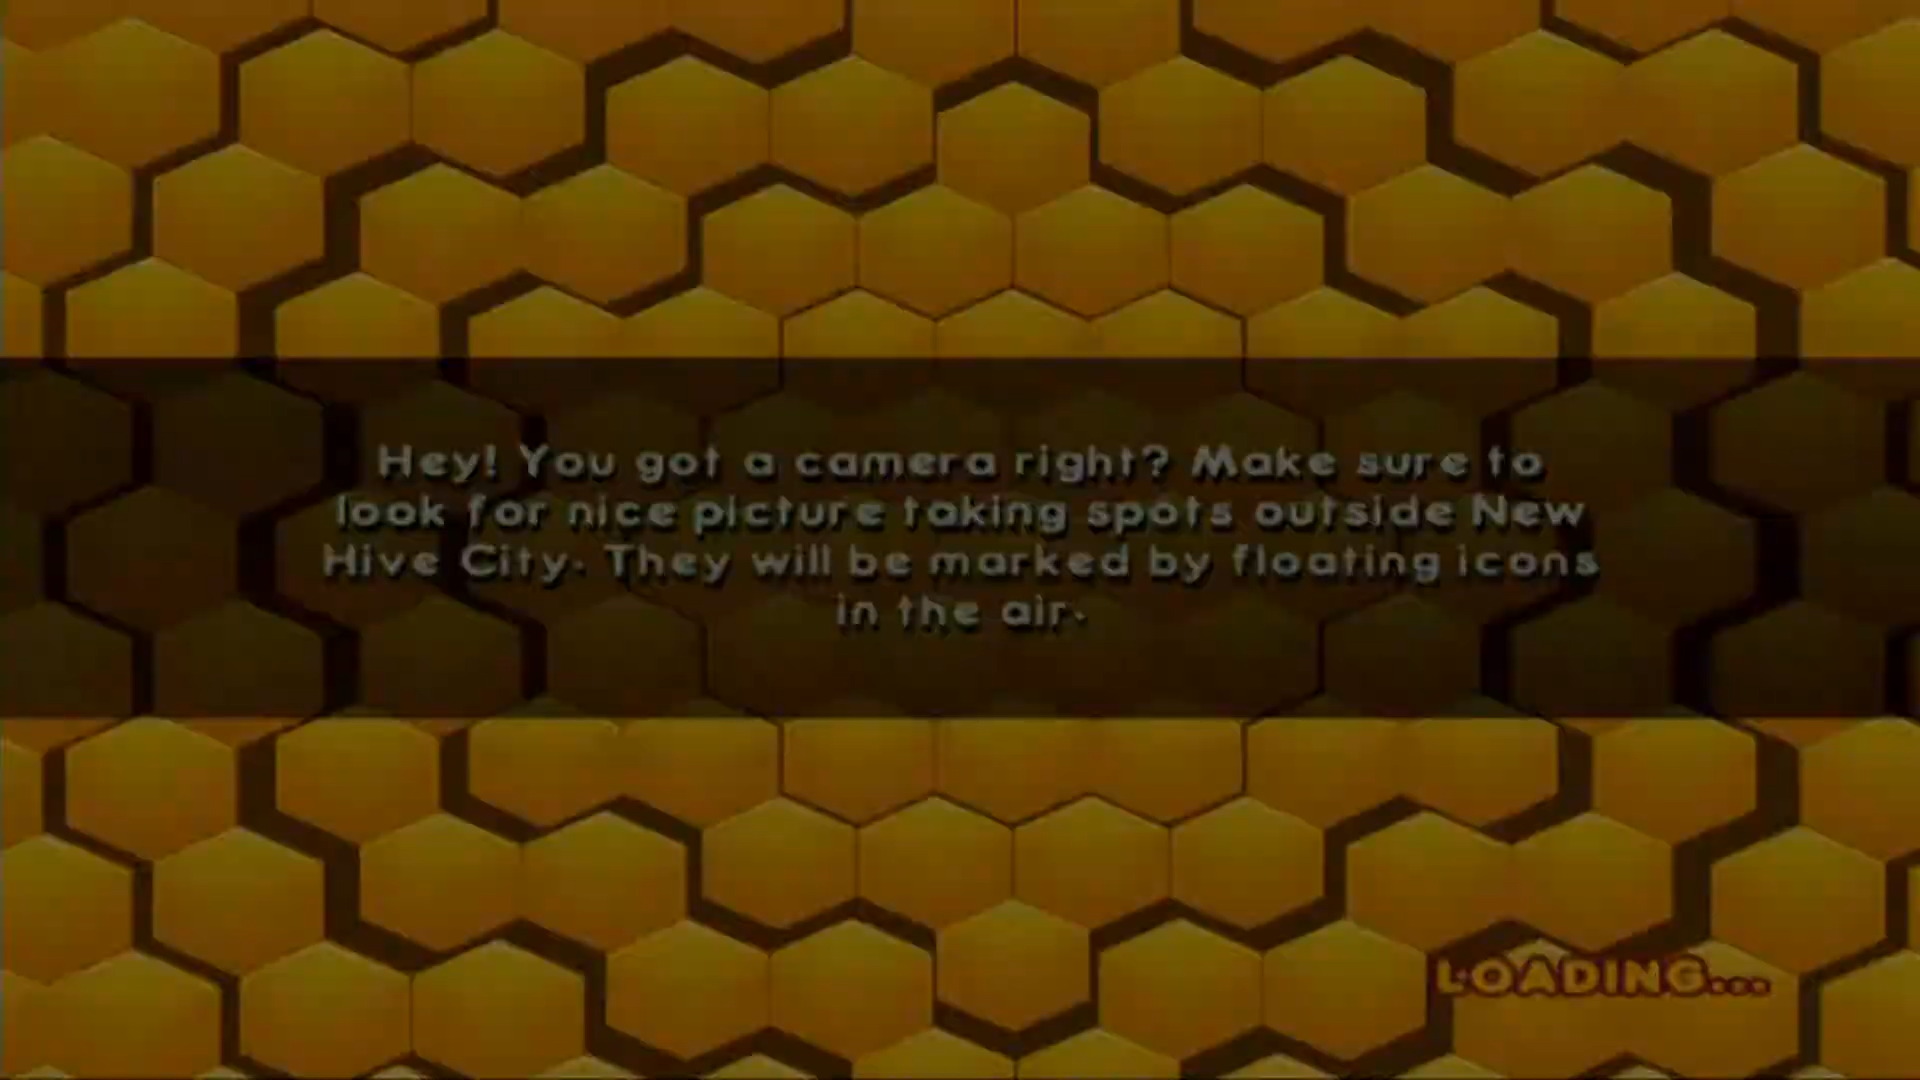 Hey! You got a camera right? Make sure to
look for nice picture taking spots outside New
Hive City. They will be marked by floating icons
in the air.
LOADING...